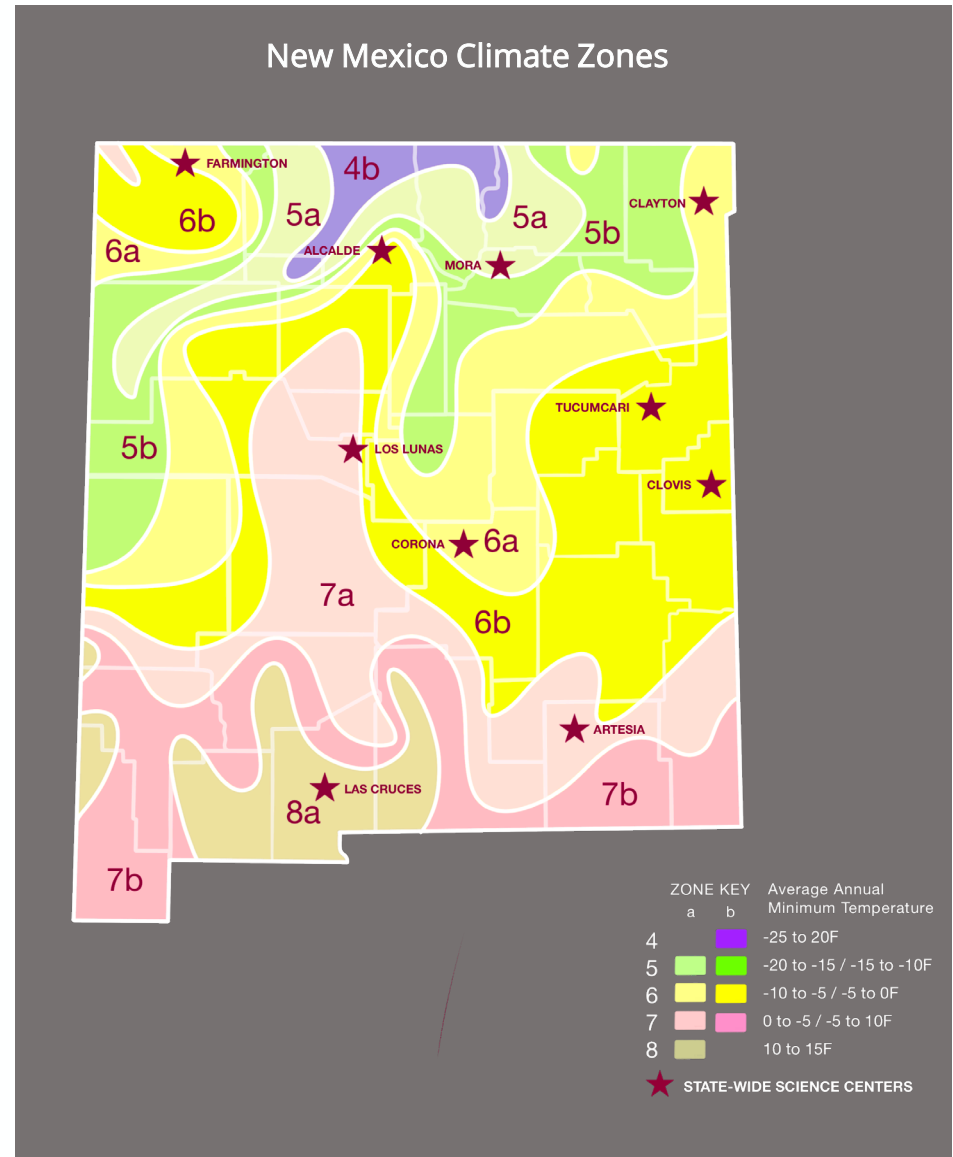 New Mexico Climate Zones
FARMINGTON
4b
CLAYTON
5a
5a
6b
5b
6a
ALCALDE
MORA
TUCUMCARI
5b
LOS LUNAS
CLOVIS
CORONA
6a
7a
6b
ARTESIA
LAS CRUCES
7b
8a
7b
ZONE KEY Average Annual
a b Minimum Temperature
4 -25 to 20F
5 -20 to -15 / -15 to -10F
6 -10 to -5 / -5 to 0F
7 0 to -5 / -5 to 10F
8 10 to 15F
STATE-WIDE SCIENCE CENTERS